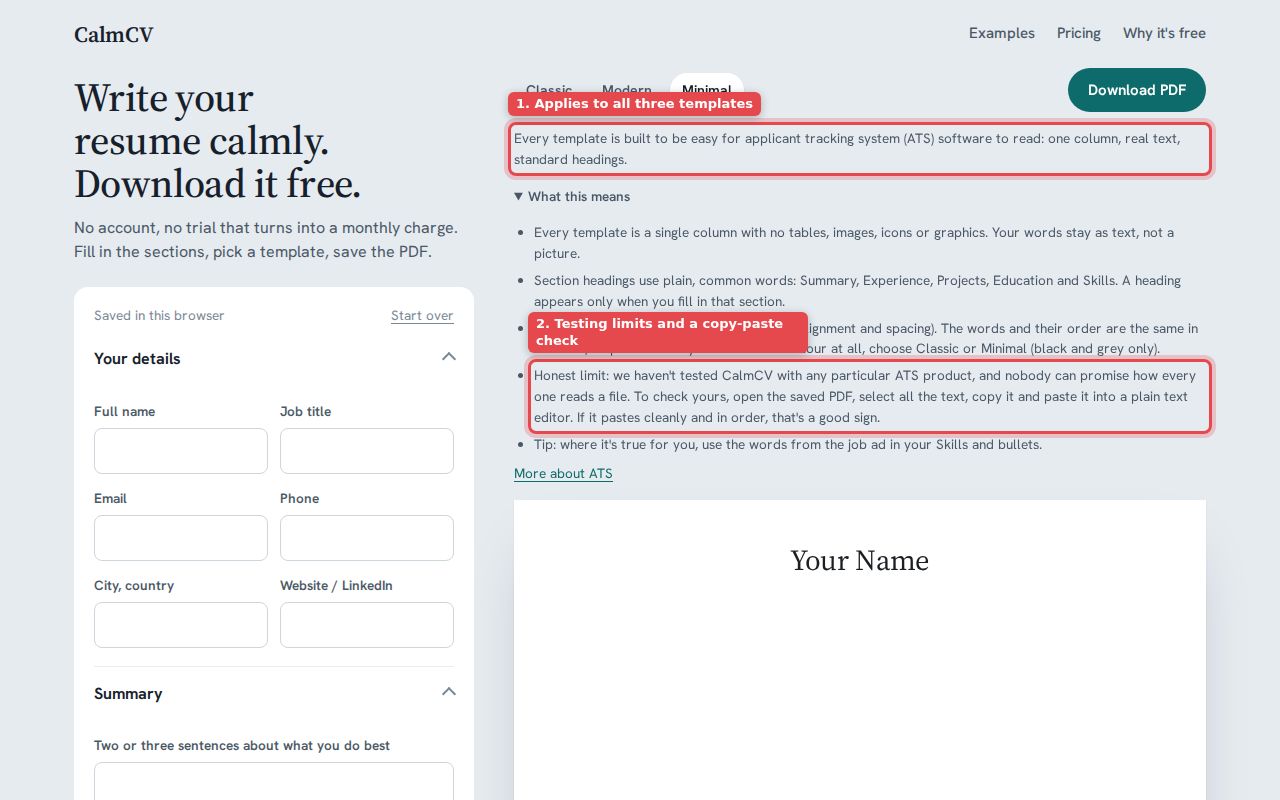 CalmCV
Examples
Pricing
Why it's free
Write your
resume calmly.
Download it free.
No account, no trial that turns into a monthly charge.
Fill in the sections, pick a template, save the PDF.
Saved in this browser
Start over
Your details
Full name
Job title
Email
Phone
City, country
Website / LinkedIn
Summary
Two or three sentences about what you do best
Classic
Modern
Minimal
Download PDF
1. Applies to all three templates
Every template is built to be easy for applicant tracking system (ATS) software to read: one column, real text,
standard headings.
▼ What this means
• Every template is a single column with no tables, images, icons or graphics. Your words stay as text, not a
picture.
• Section headings use plain, common words: Summary, Experience, Projects, Education and Skills. A heading
appears only when you fill in that section.
2. Testing limits and a copy-paste
check
and spacing). The words and their order are the same in
at all, choose Classic or Minimal (black and grey only).
• Honest limit: we haven't tested CalmCV with any particular ATS product, and nobody can promise how every
one reads a file. To check yours, open the saved PDF, select all the text, copy it and paste it into a plain text
editor. If it pastes cleanly and in order, that's a good sign.
• Tip: where it's true for you, use the words from the job ad in your Skills and bullets.
More about ATS
Your Name